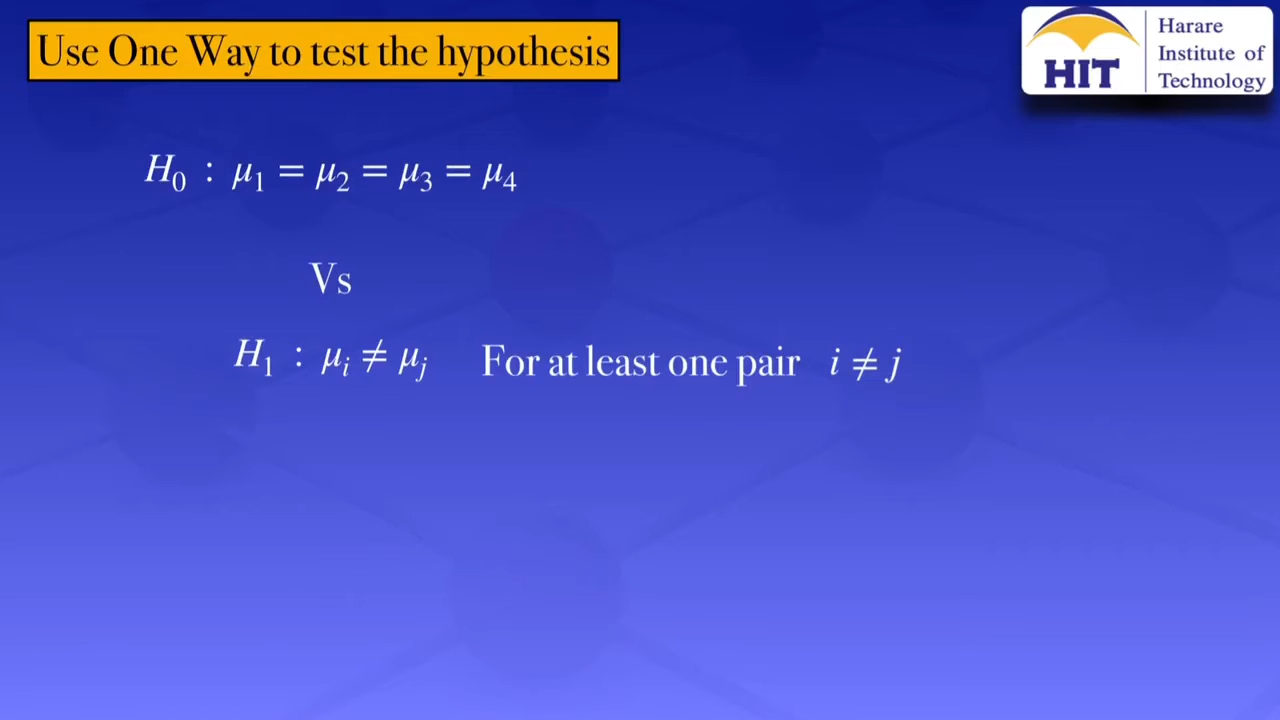 Use One Way to test the hypothesis
HIT
Harare
Institute of
Technology
H₀ : μ₁ = μ₂ = μ₃ = μ₄
Vs
H₁ : μᵢ ≠ μⱼ For at least one pair i ≠ j